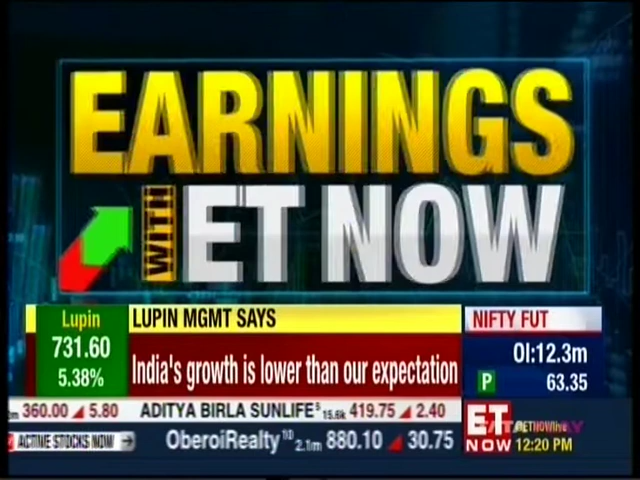 EARNINGS
WITH
ET NOW
Lupin
731.60
5.38%
LUPIN MGMT SAYS
India's growth is lower than our expectation
NIFTY FUT
OI:12.3m
P 63.35
360.00 5.80 ADITYA BIRLA SUNLIFE 15.6k 419.75 2.40
ACTIVE STOCKS NOW OberoiRealty 2.1m 880.10 30.75
ET
NOW
12:20 PM